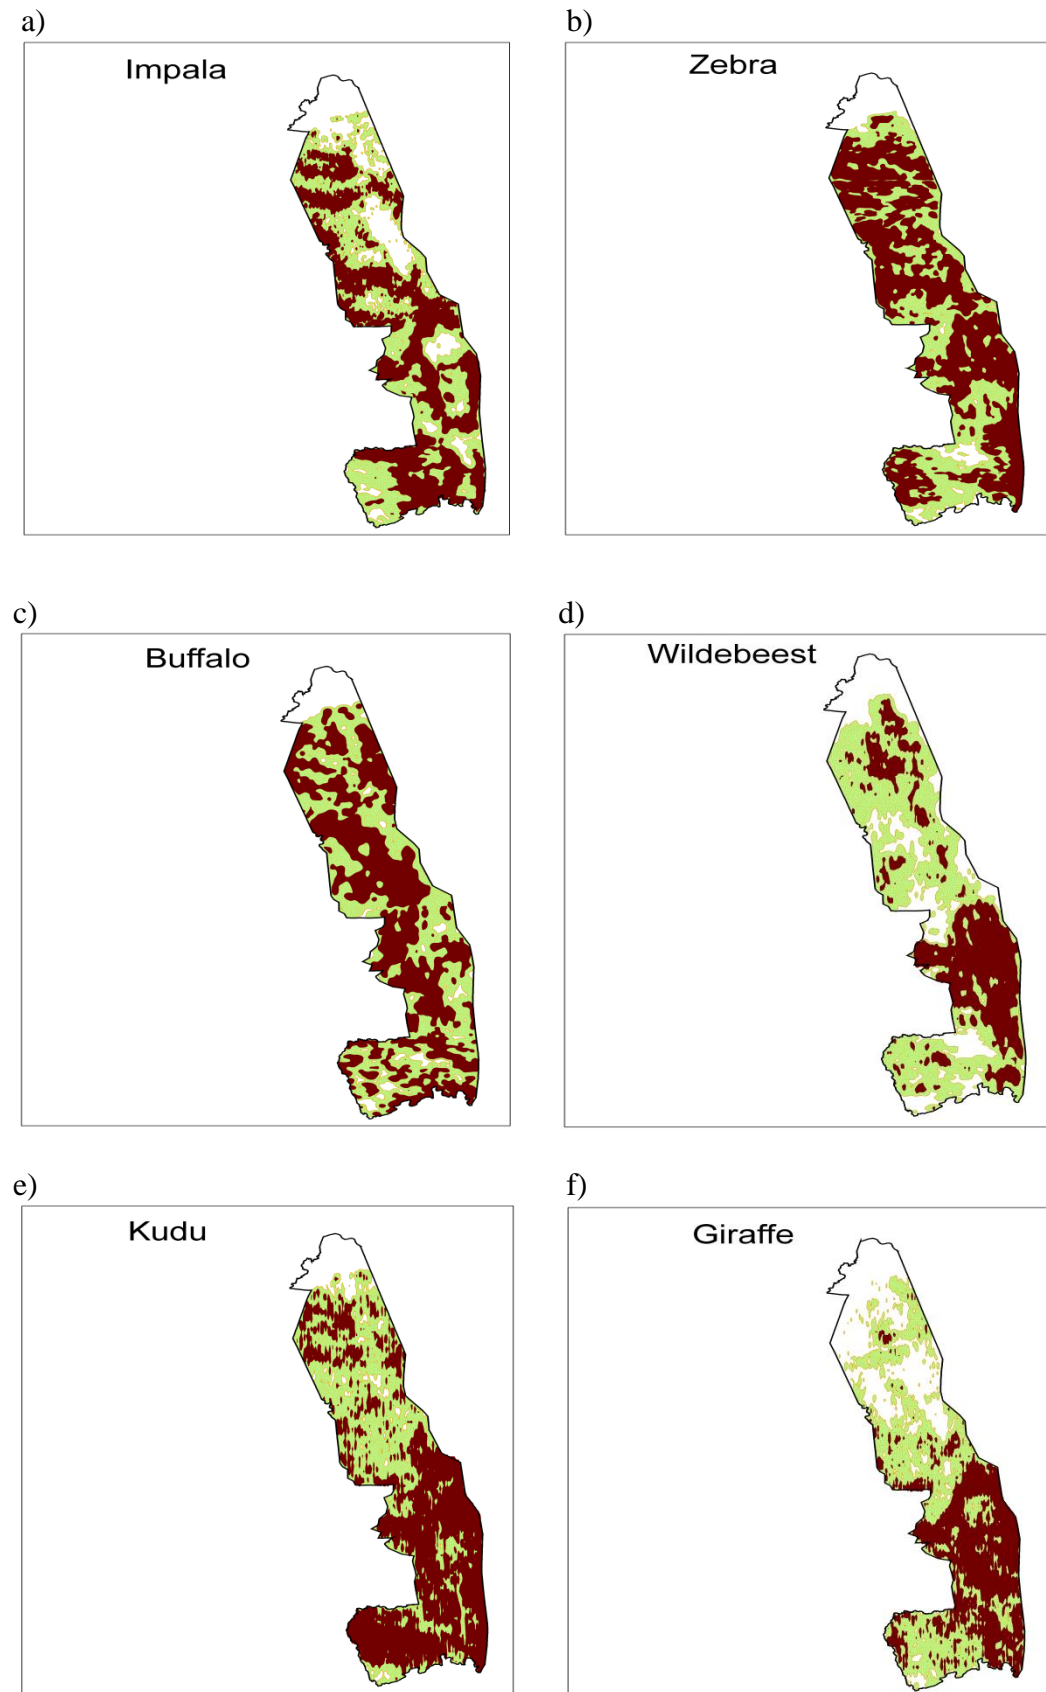 a)
Impala
b)
Zebra
c)
Buffalo
d)
Wildebeest
e)
Kudu
f)
Giraffe